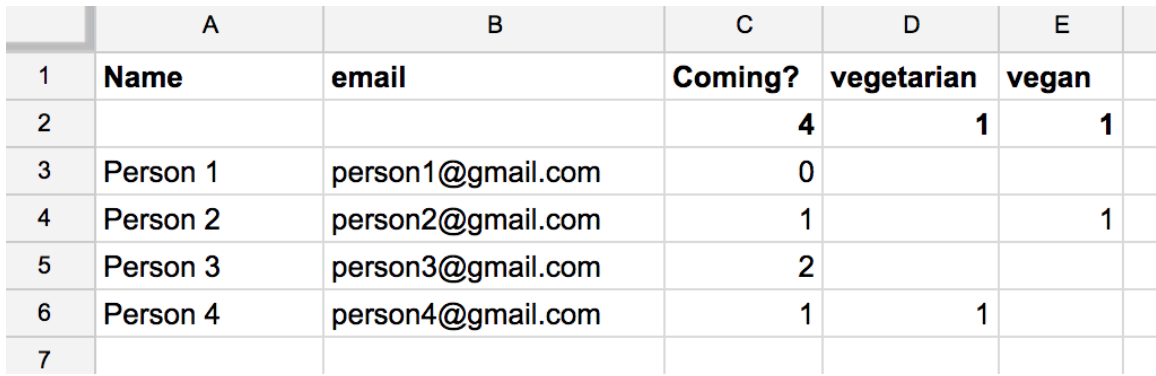 A B C D E
1 Name email Coming? vegetarian vegan
2 4 1 1
3 Person 1 person1@gmail.com 0
4 Person 2 person2@gmail.com 1 1
5 Person 3 person3@gmail.com 2
6 Person 4 person4@gmail.com 1 1
7